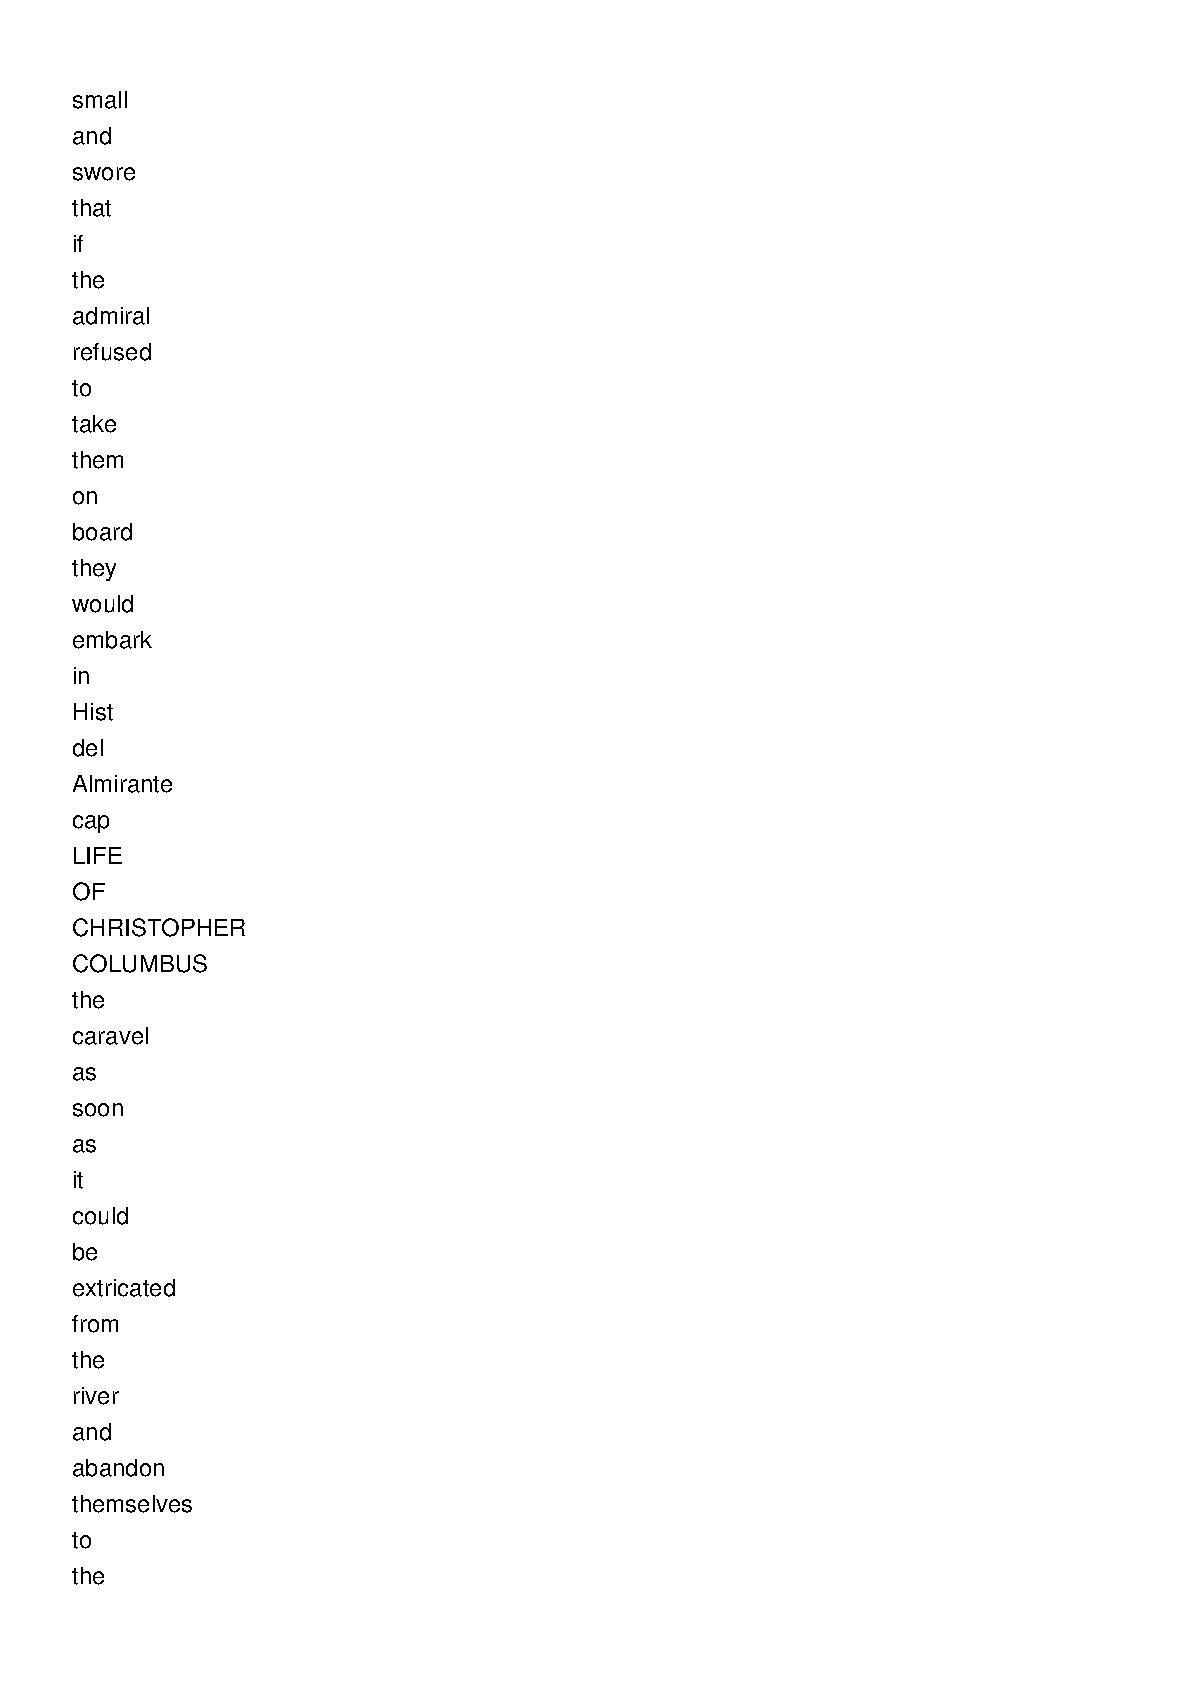 small
and
swore
that
if
the
admiral
refused
to
take
them
on
board
they
would
embark
in
Hist
del
Almirante
cap
LIFE
OF
CHRISTOPHER
COLUMBUS
the
caravel
as
soon
as
it
could
be
extricated
from
the
river
and
abandon
themselves
to
the